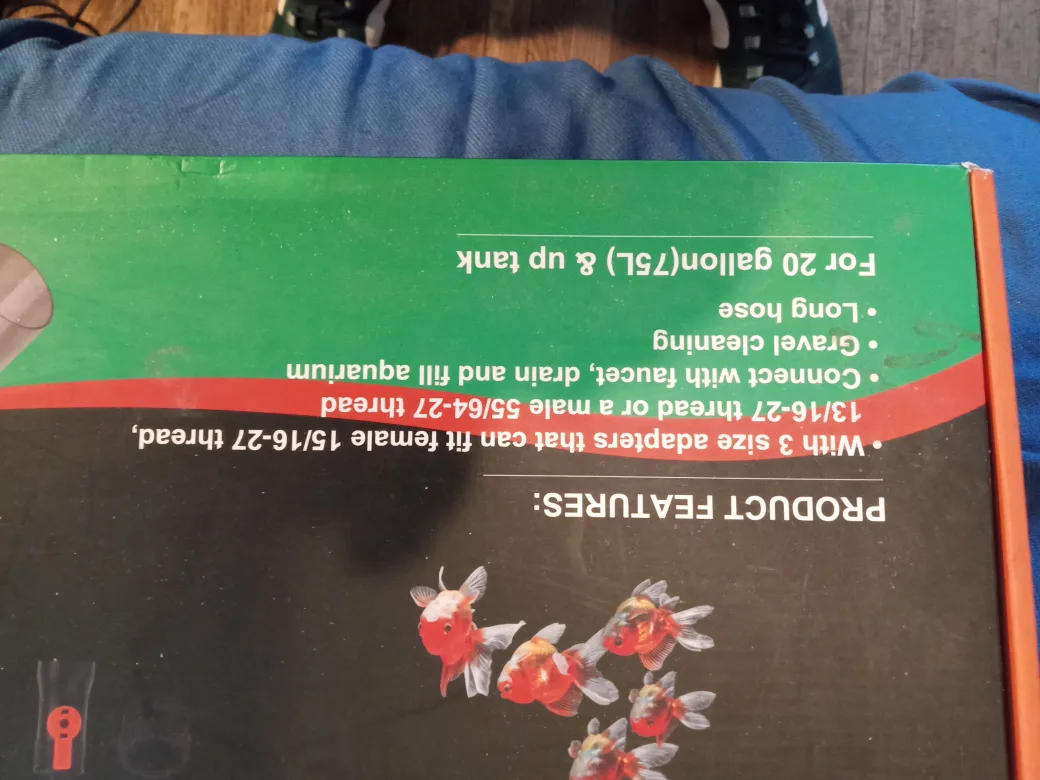 PRODUCT FEATURES:
• With 3 size adapters that can fit female 15/16-27 thread,
13/16-27 thread or a male 55/64-27 thread
• Connect with faucet, drain and fill aquarium
• Gravel cleaning
• Long hose
For 20 gallon(75L) & up tank